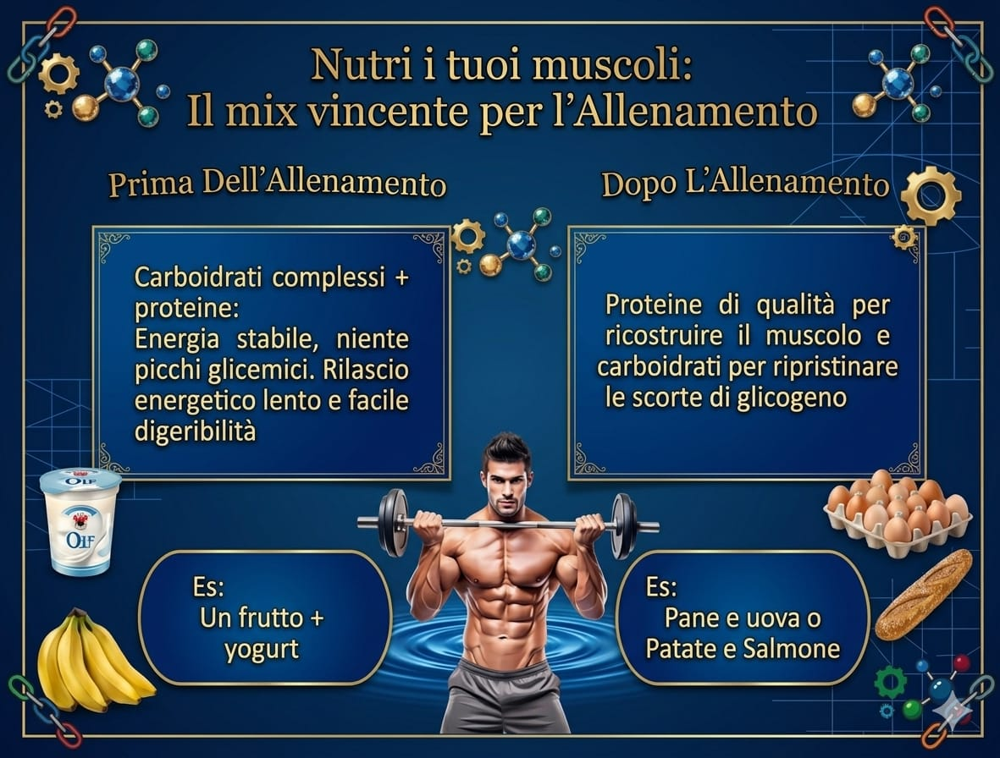 Nutri i tuoi muscoli:
Il mix vincente per l'Allenamento
Prima Dell'Allenamento
Carboidrati complessi +
proteine:
Energia stabile, niente
picchi glicemici. Rilascio
energetico lento e facile
digeribilità
Es:
Un frutto +
yogurt
Dopo L'Allenamento
Proteine di qualità per
ricostruire il muscolo e
carboidrati per ripristinare
le scorte di glicogeno
Es:
Pane e uova o
Patate e Salmone